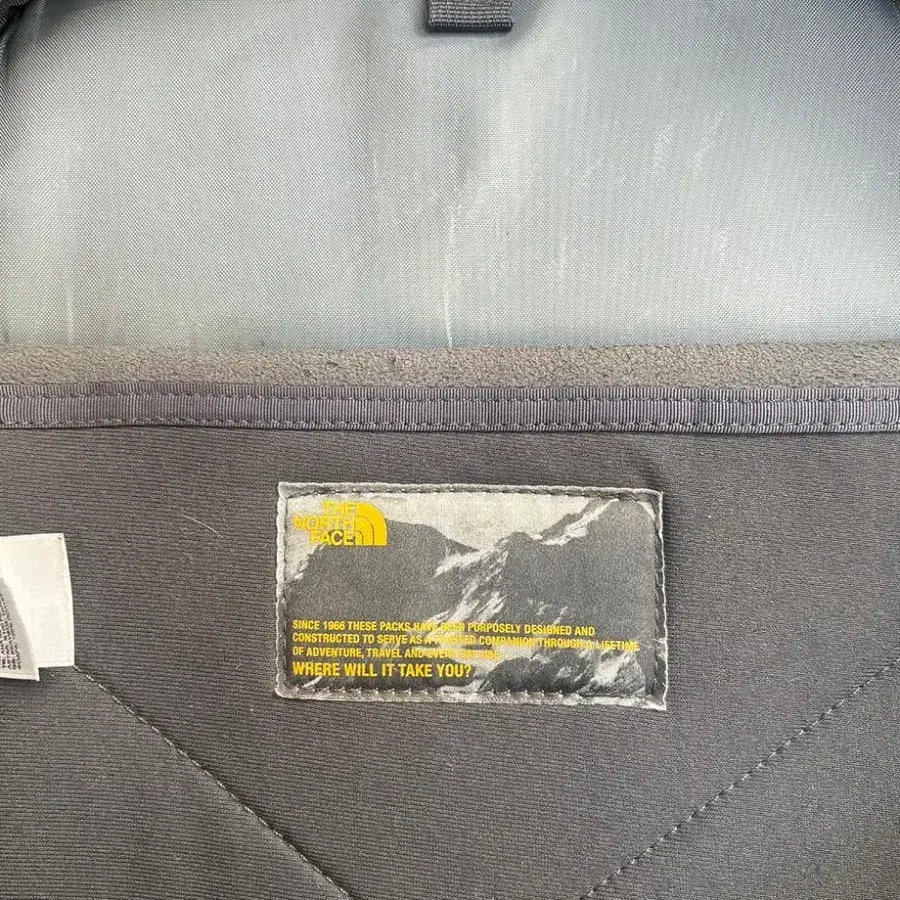 THE
NORTH
FACE
SINCE 1966 THESE PACKS HAVE BEEN PURPOSELY DESIGNED AND
CONSTRUCTED TO SERVE AS A TRUSTED COMPANION THROUGH A LIFETIME
OF ADVENTURE, TRAVEL AND EVERY DAY USE.
WHERE WILL IT TAKE YOU?